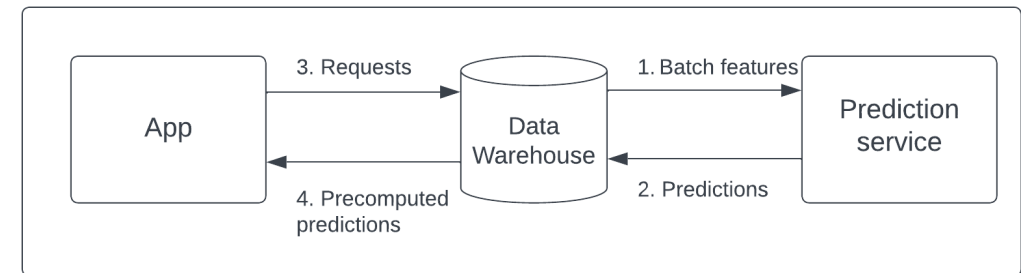 3. Requests
1. Batch features
App
Data
Warehouse
Prediction
service
4. Precomputed
predictions
2. Predictions